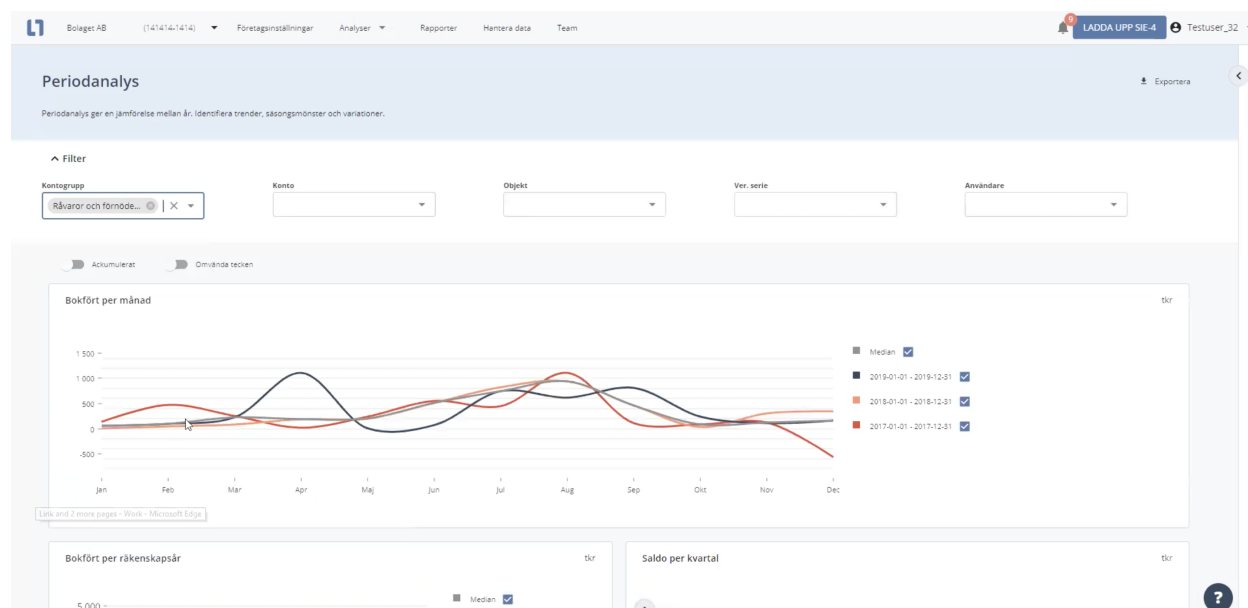 Bolaget AB (141414-1414) Företagsinställningar Analyser Rapporter Hantera data Team 9 LADDA UPP SIE-4 Testuser_32
Periodanalys
Exportera
Periodanalys ger en jämförelse mellan år. Identifiera trender, säsongsmönster och variationer.
Filter
Kontogrupp Konto Objekt Ver. serie Användare
Råvaror och förnöde...
Ackumulerat Omvända tecken
Bokfört per månad tkr
1 500
1 000
500
0
-500
Jan Feb Mar Apr Maj Jun Jul Aug Sep Okt Nov Dec
Median
2019-01-01 - 2019-12-31
2018-01-01 - 2018-12-31
2017-01-01 - 2017-12-31
Link and 2 more pages - Work - Microsoft Edge
Bokfört per räkenskapsår tkr
Saldo per kvartal tkr
5 000
Median
?